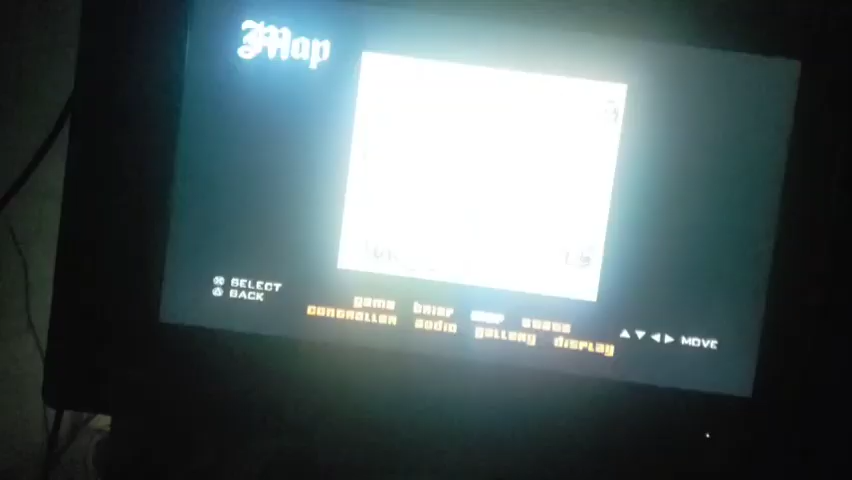 Map
SELECT
BACK
game brief map stats
controller audio gallery display
MOVE